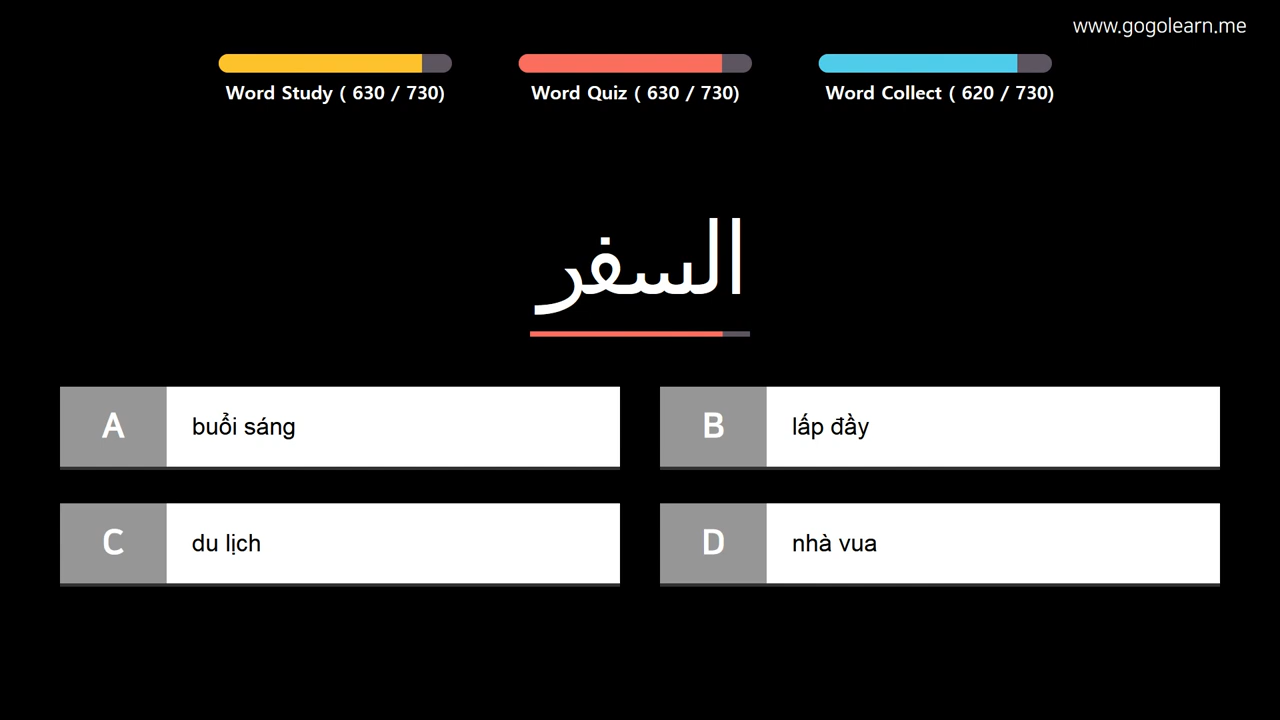 www.gogolearn.me
Word Study ( 630 / 730)
Word Quiz ( 630 / 730)
Word Collect ( 620 / 730)
السفر
A buổi sáng
B lấp đầy
C du lịch
D nhà vua